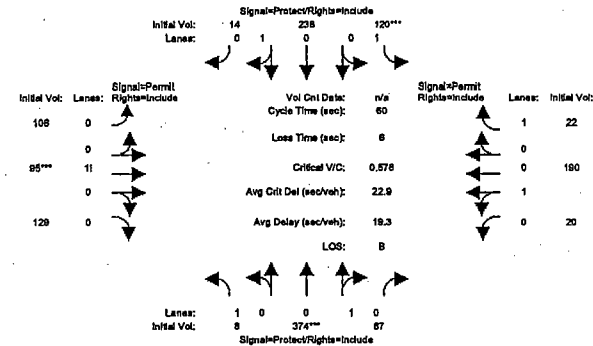 Signal=Protect/Rights=Include
Initial Vol: 14 238 120***
Lanes: 0 1 0 0 1
Signal=Permit
Initial Vol: Lanes: Rights=Include
Vol Cnt Date: n/a
Cycle Time (sec): 60
Signal=Permit
Rights=Include Lanes: Initial Vol:
106 0
1 22
Loss Time (sec): 6
0
0
95*** 1!
Critical V/C: 0.578
0 190
0
Avg Crit Del (sec/veh): 22.9
1
129 0
Avg Delay (sec/veh): 19.3
0 20
LOS: B
Lanes: 1 0 0 1 0
Initial Vol: 8 374*** 67
Signal=Protect/Rights=Include